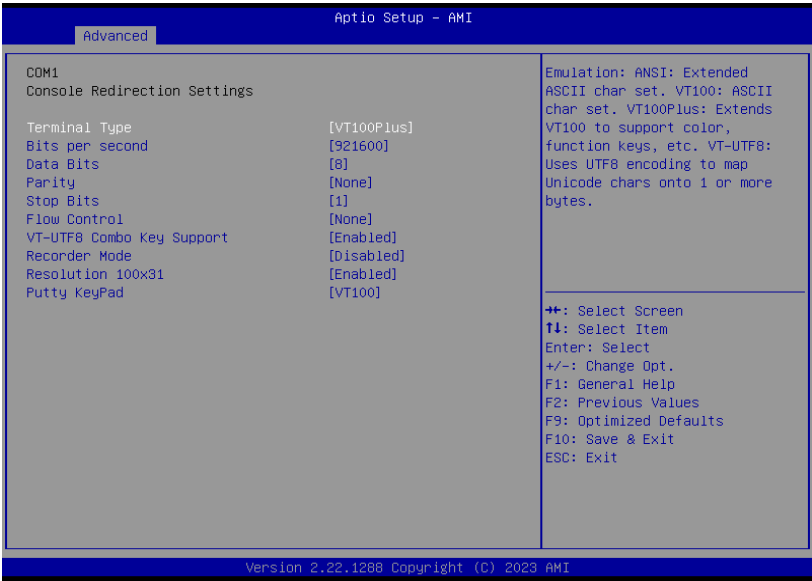 Aptio Setup – AMI
Advanced
COM1
Console Redirection Settings
Terminal Type [VT100Plus]
Bits per second [921600]
Data Bits [8]
Parity [None]
Stop Bits [1]
Flow Control [None]
VT-UTF8 Combo Key Support [Enabled]
Recorder Mode [Disabled]
Resolution 100x31 [Enabled]
Putty KeyPad [VT100]
Emulation: ANSI: Extended
ASCII char set. VT100: ASCII
char set. VT100Plus: Extends
VT100 to support color,
function keys, etc. VT-UTF8:
Uses UTF8 encoding to map
Unicode chars onto 1 or more
bytes.
→←: Select Screen
↑↓: Select Item
Enter: Select
+/-: Change Opt.
F1: General Help
F2: Previous Values
F9: Optimized Defaults
F10: Save & Exit
ESC: Exit
Version 2.22.1288 Copyright (C) 2023 AMI